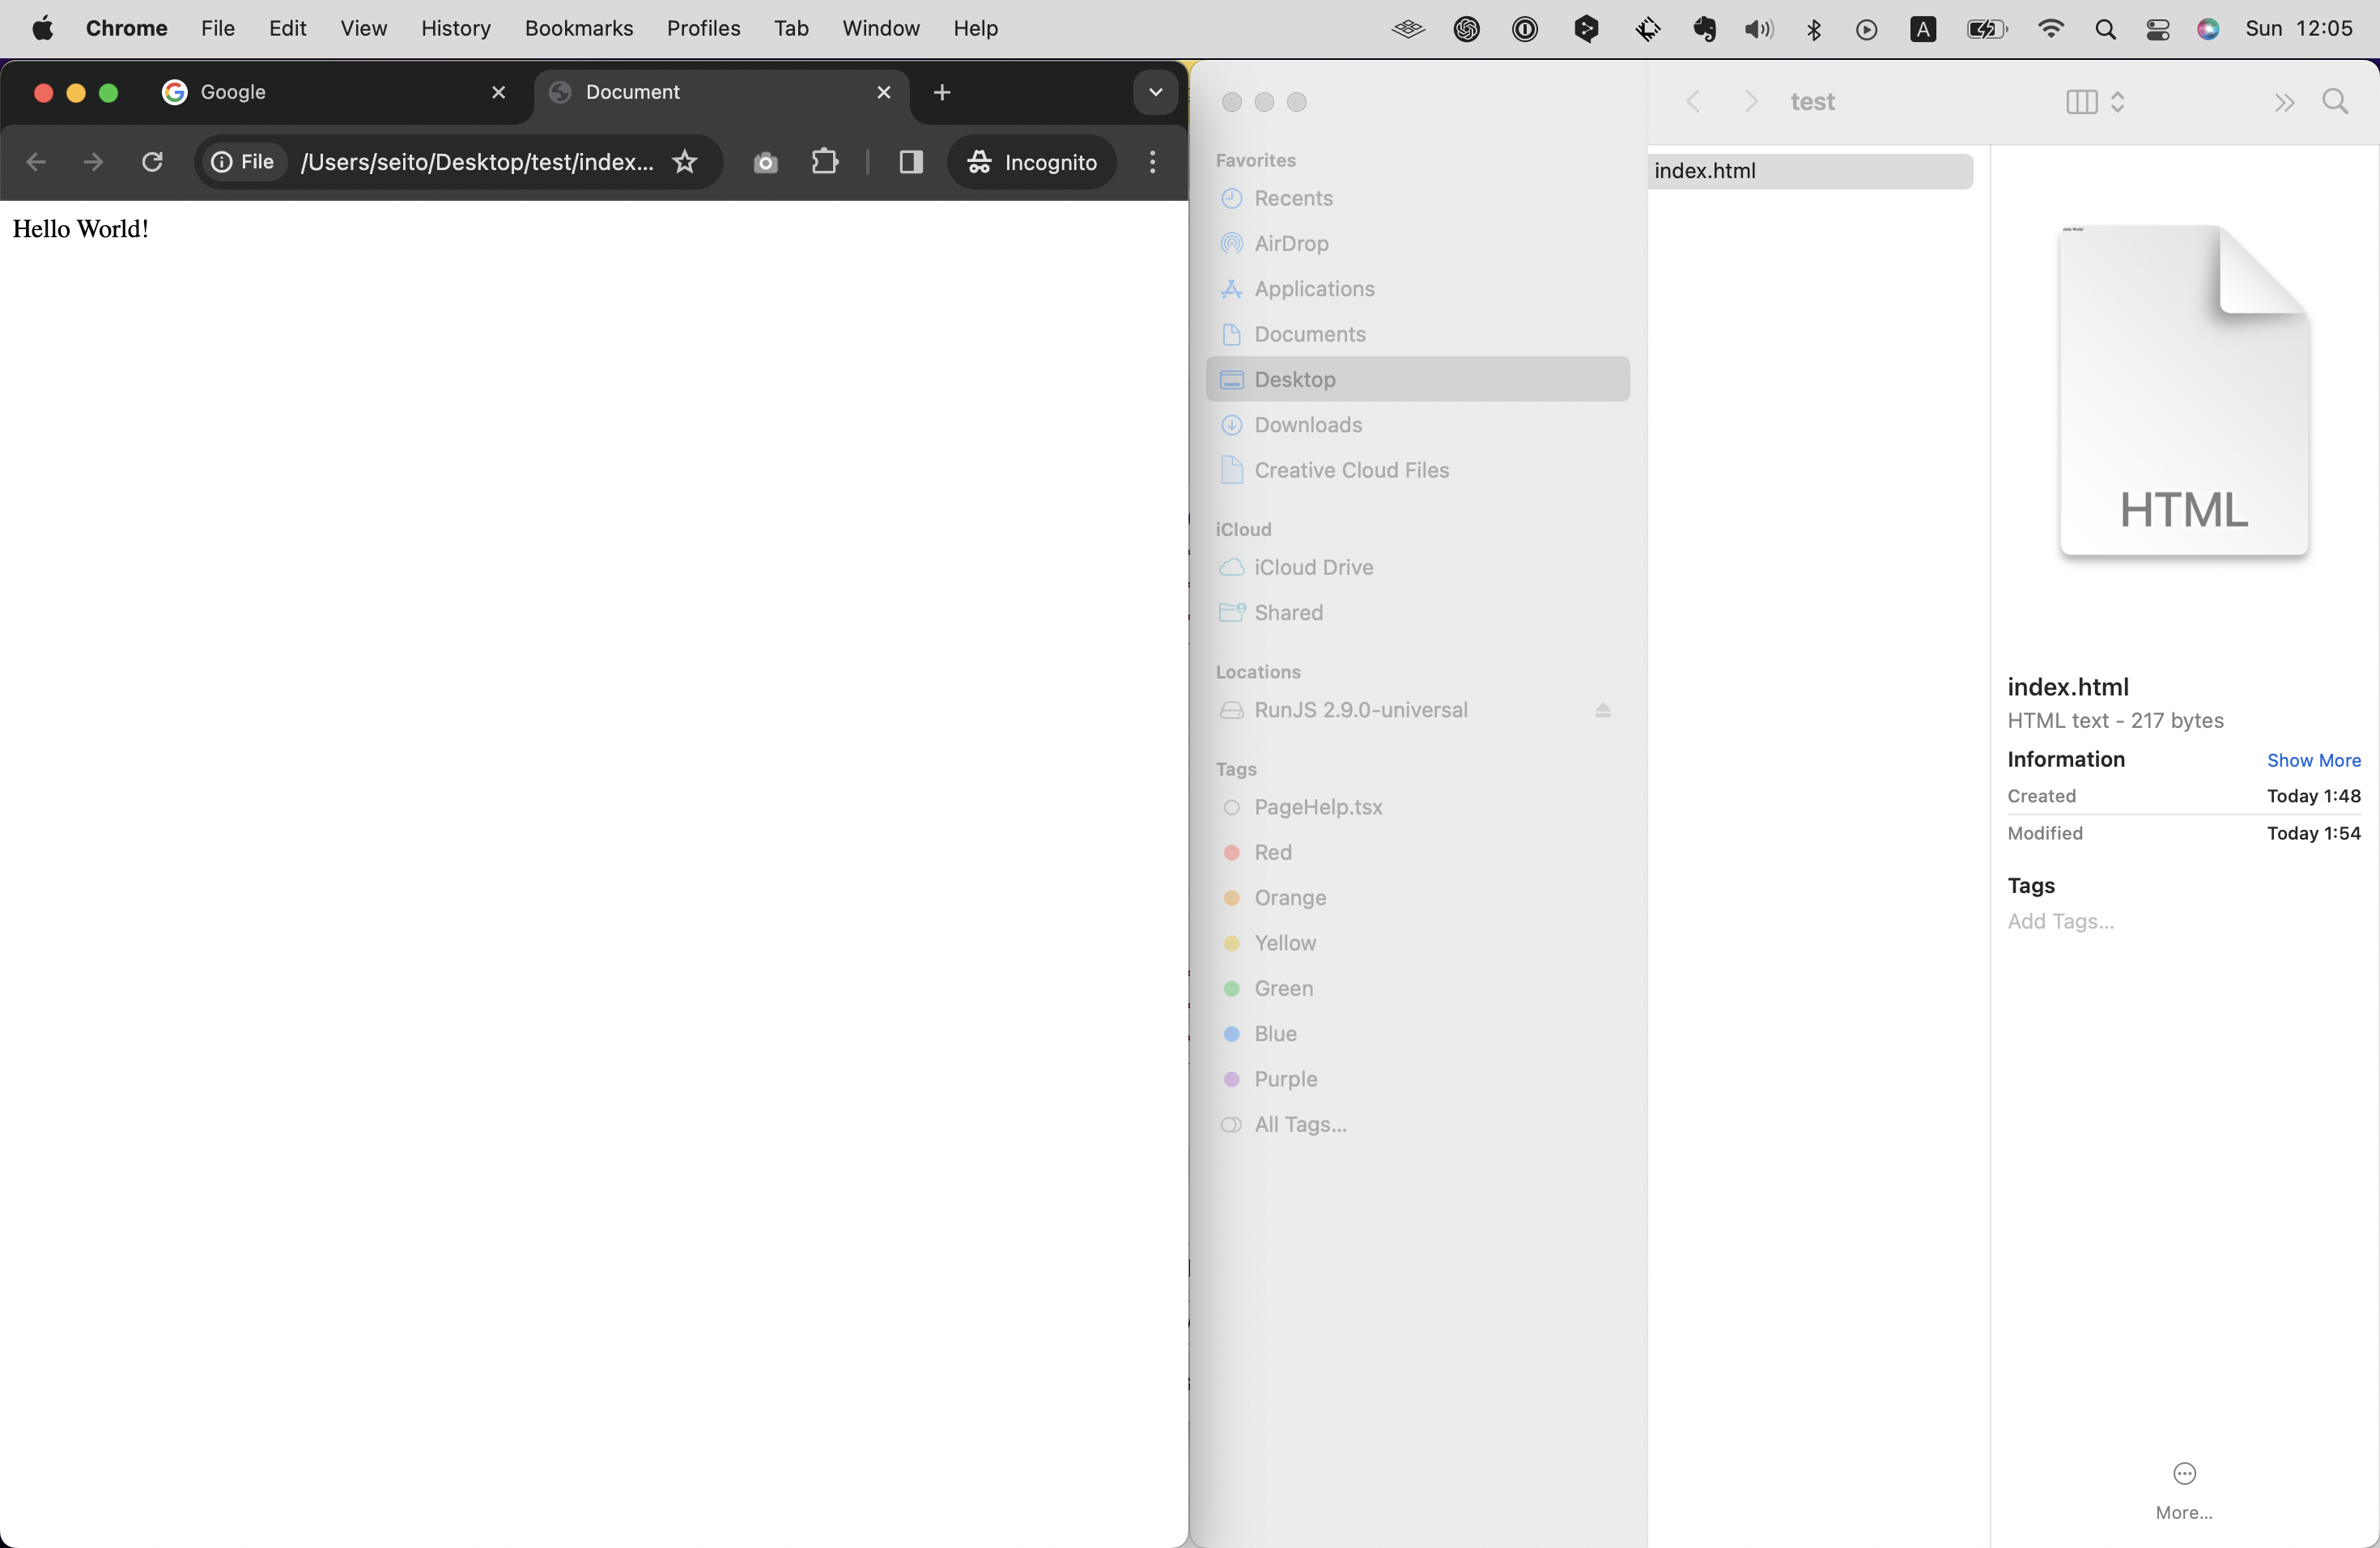 Chrome File Edit View History Bookmarks Profiles Tab Window Help A Sun 12:05
Google
Document
File /Users/seito/Desktop/test/index... Incognito
Hello World!
test
Favorites
Recents
AirDrop
Applications
Documents
Desktop
Downloads
Creative Cloud Files
iCloud
iCloud Drive
Shared
Locations
RunJS 2.9.0-universal
Tags
PageHelp.tsx
Red
Orange
Yellow
Green
Blue
Purple
All Tags...
index.html
Hello World!
HTML
index.html
HTML text - 217 bytes
Information Show More
Created Today 1:48
Modified Today 1:54
Tags
Add Tags...
More...